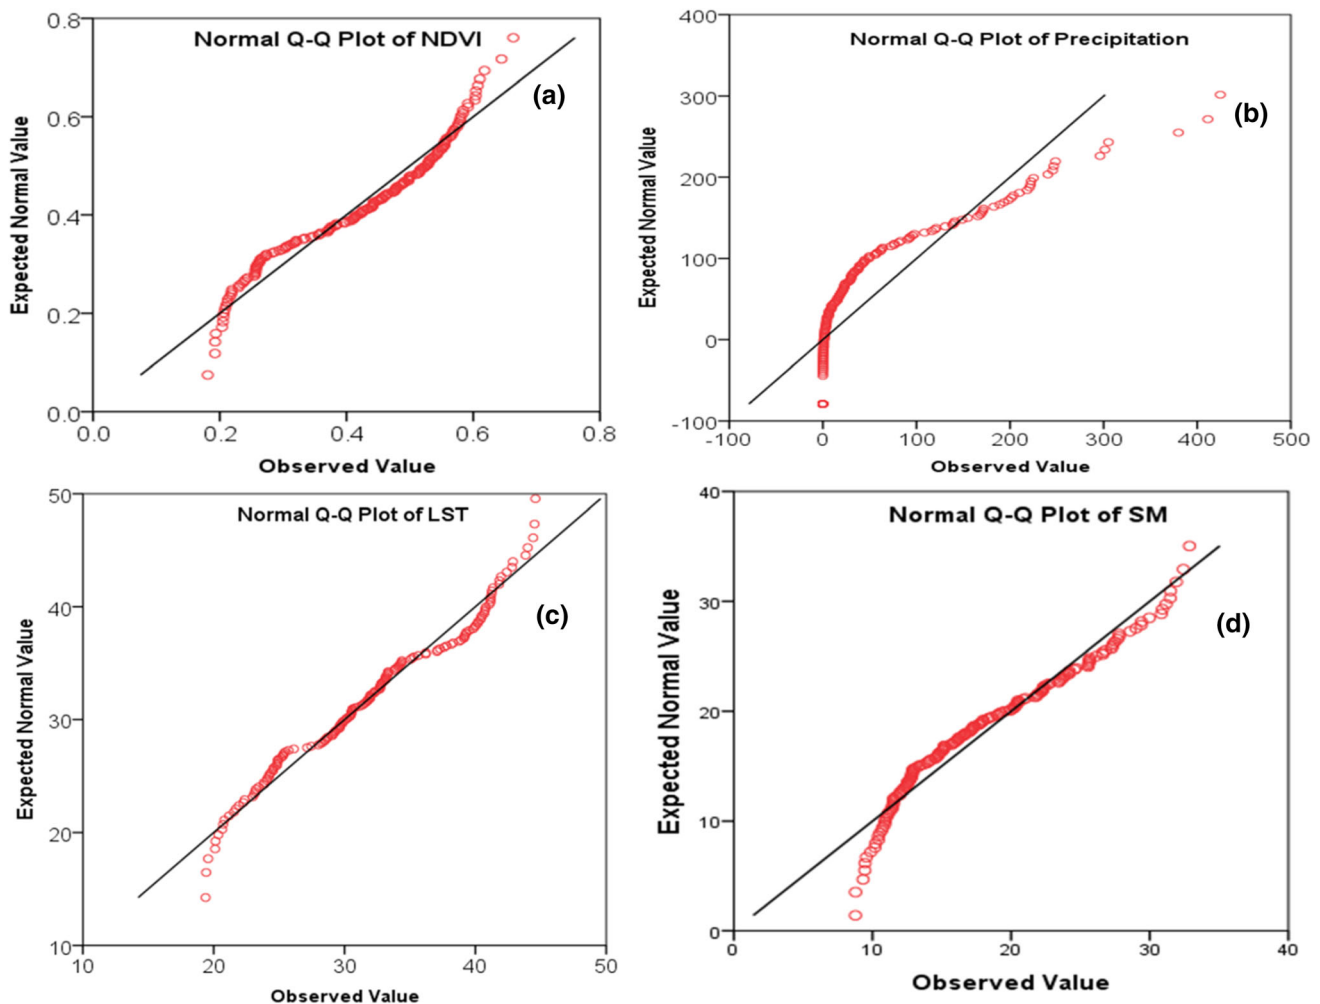 Normal Q-Q Plot of NDVI
(a)
Expected Normal Value
0.8
0.6
0.4
0.2
0.0
0.0 0.2 0.4 0.6 0.8
Observed Value
Normal Q-Q Plot of Precipitation
(b)
Expected Normal Value
400
300
200
100
0
-100
-100 0 100 200 300 400 500
Observed Value
Normal Q-Q Plot of LST
(c)
Expected Normal Value
50
40
30
20
10
10 20 30 40 50
Observed Value
Normal Q-Q Plot of SM
(d)
Expected Normal Value
40
30
20
10
0
0 10 20 30 40
Observed Value